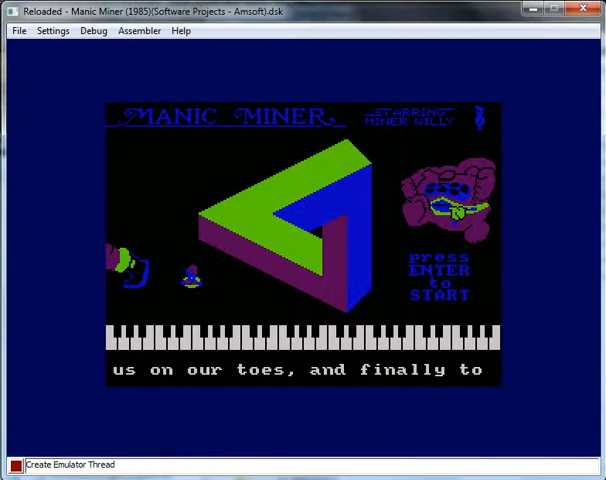 Reloaded - Manic Miner (1985)(Software Projects - Amsoft).dsk
File Settings Debug Assembler Help
MANIC MINER
STARRING
MINER WILLY
press
ENTER
to
START
us on our toes, and finally to
Create Emulator Thread